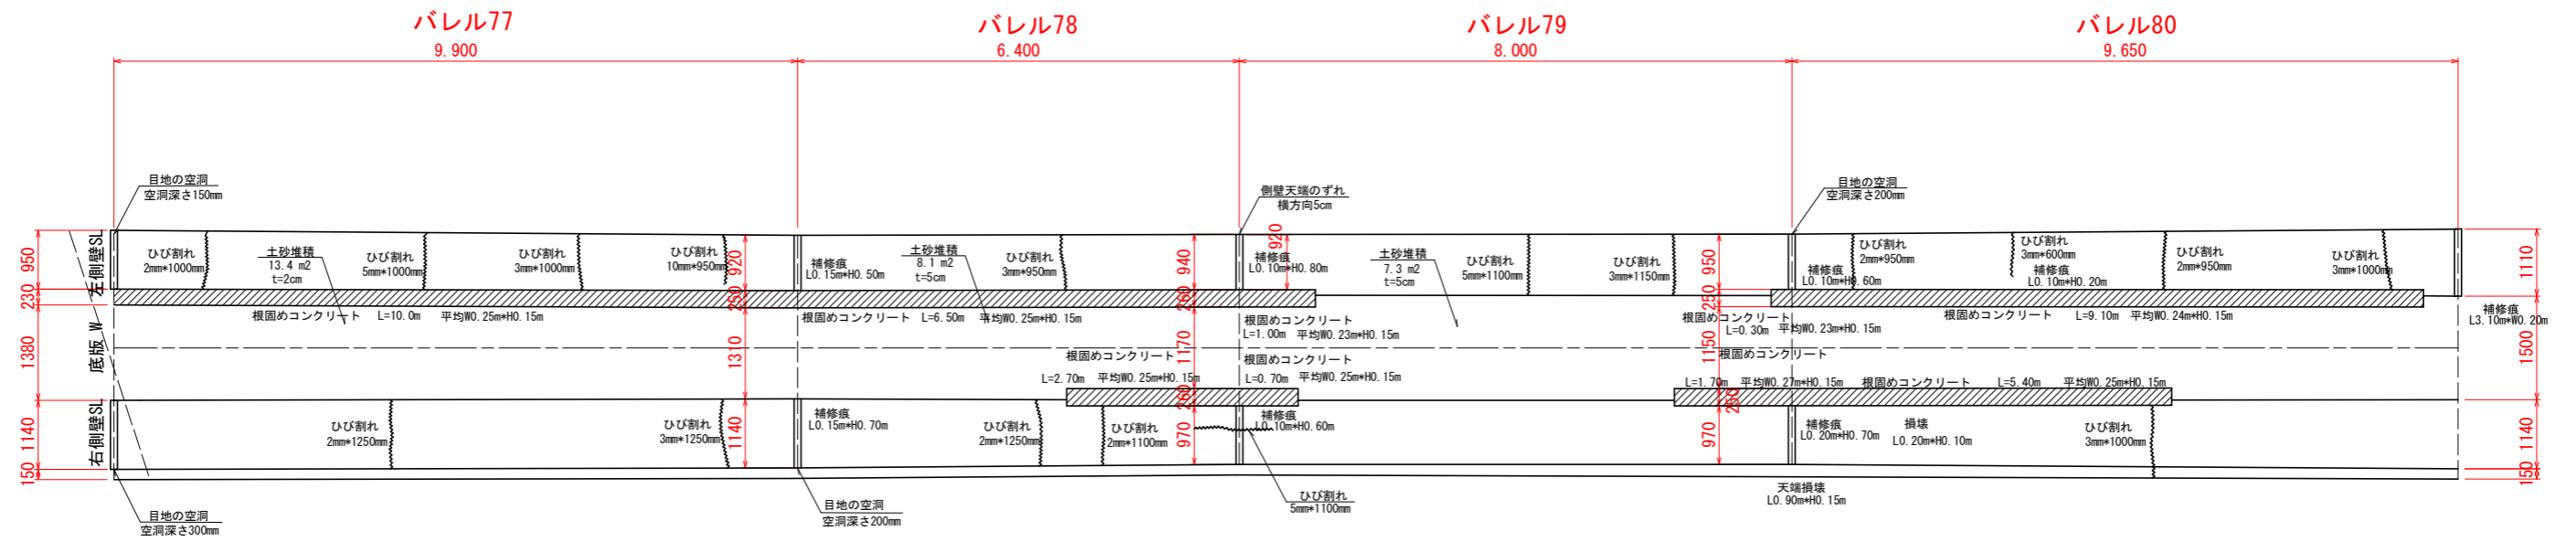 バレル77
9.900
バレル78
6.400
バレル79
8.000
バレル80
9.650
目地の空洞
空洞深さ150mm
側壁天端のずれ
横方向5cm
目地の空洞
空洞深さ200mm
左側壁SL
底版 W
右側壁SL
950
230
1380
1140
150
ひび割れ
2mm*1000mm
土砂堆積
13.4 m2
t=2cm
ひび割れ
5mm*1000mm
ひび割れ
3mm*1000mm
ひび割れ
10mm*950mm
920
250
1310
1140
補修痕
L0.15m*H0.50m
土砂堆積
8.1 m2
t=5cm
ひび割れ
3mm*950mm
940
260
1170
260
970
920
補修痕
L0.10m*H0.80m
土砂堆積
7.3 m2
t=5cm
ひび割れ
5mm*1100mm
ひび割れ
3mm*1150mm
950
250
1150
250
970
補修痕
L0.10m*H0.60m
ひび割れ
2mm*950mm
ひび割れ
3mm*600mm
補修痕
L0.10m*H0.20m
ひび割れ
2mm*950mm
ひび割れ
3mm*1000mm
1110
1500
1140
150
補修痕
L3.10m*W0.20m
根固めコンクリート L=10.0m 平均W0.25m*H0.15m
根固めコンクリート L=6.50m 平均W0.25m*H0.15m
根固めコンクリート
L=1.00m 平均W0.23m*H0.15m
根固めコンクリート
L=0.30m 平均W0.23m*H0.15m
根固めコンクリート L=9.10m 平均W0.24m*H0.15m
根固めコンクリート
L=2.70m 平均W0.25m*H0.15m
根固めコンクリート
L=0.70m 平均W0.25m*H0.15m
根固めコンクリート
L=1.70m 平均W0.27m*H0.15m
根固めコンクリート L=5.40m 平均W0.25m*H0.15m
ひび割れ
2mm*1250mm
ひび割れ
3mm*1250mm
補修痕
L0.15m*H0.70m
ひび割れ
2mm*1250mm
ひび割れ
2mm*1100mm
補修痕
L0.10m*H0.60m
補修痕
L0.20m*H0.70m
損壊
L0.20m*H0.10m
ひび割れ
3mm*1000mm
目地の空洞
空洞深さ300mm
目地の空洞
空洞深さ200mm
ひび割れ
5mm*1100mm
天端損壊
L0.90m*H0.15m